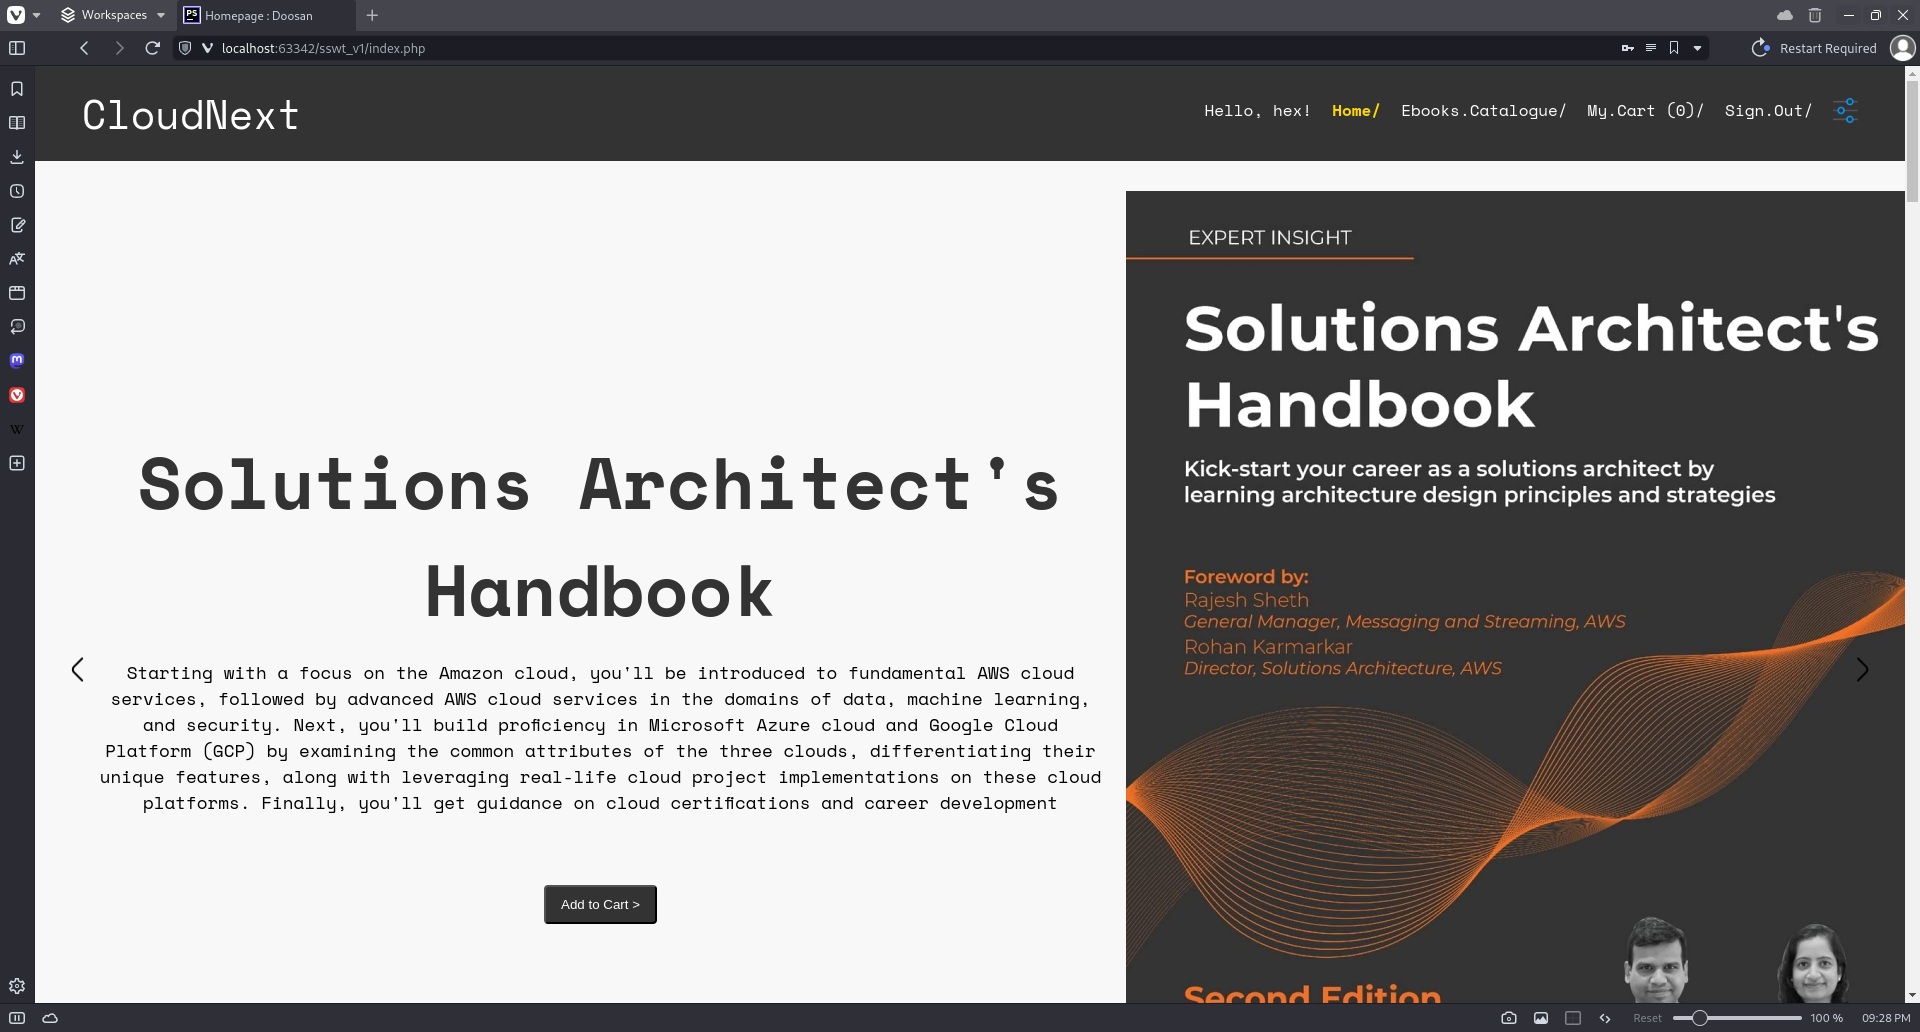 Workspaces
PS
Homepage : Doosan
localhost:63342/sswt_v1/index.php
Restart Required
CloudNext
Hello, hex! Home/ Ebooks.Catalogue/ My.Cart (0)/ Sign.Out/
Solutions Architect's
Handbook
Starting with a focus on the Amazon cloud, you'll be introduced to fundamental AWS cloud
services, followed by advanced AWS cloud services in the domains of data, machine learning,
and security. Next, you'll build proficiency in Microsoft Azure cloud and Google Cloud
Platform (GCP) by examining the common attributes of the three clouds, differentiating their
unique features, along with leveraging real-life cloud project implementations on these cloud
platforms. Finally, you'll get guidance on cloud certifications and career development
Add to Cart >
EXPERT INSIGHT
Solutions Architect's
Handbook
Kick-start your career as a solutions architect by
learning architecture design principles and strategies
Foreword by:
Rajesh Sheth
General Manager, Messaging and Streaming, AWS
Rohan Karmarkar
Director, Solutions Architecture, AWS
Second Edition
W
Reset
100 %
09:28 PM